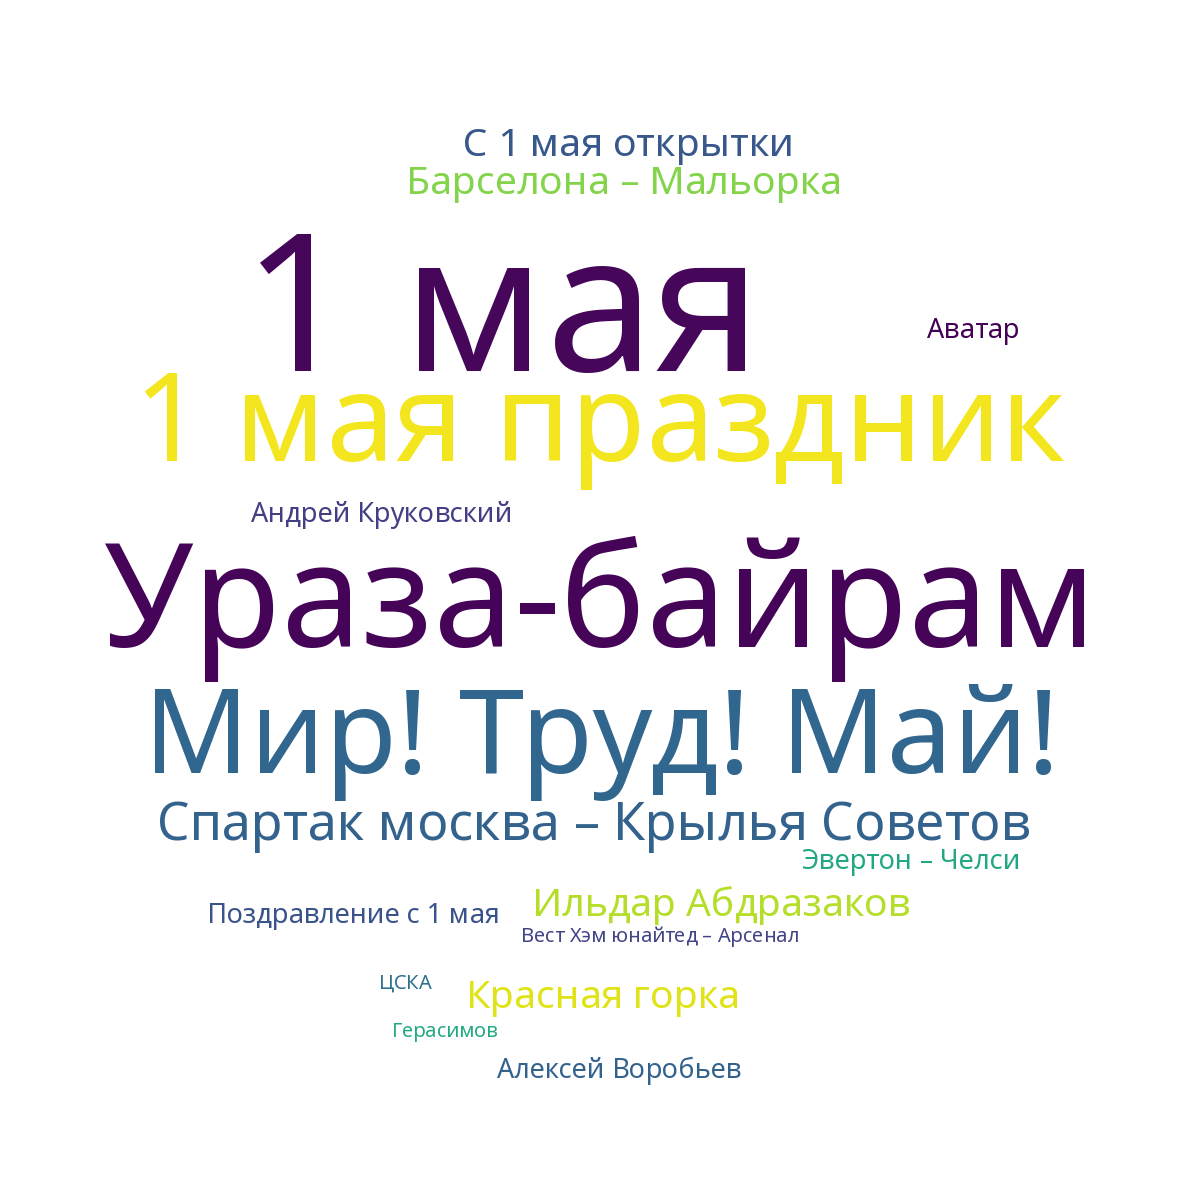 С 1 мая открытки
Барселона – Мальорка
1 мая
Аватар
1 мая праздник
Андрей Круковский
Ураза-байрам
Мир! Труд! Май!
Спартак москва – Крылья Советов
Эвертон – Челси
Ильдар Абдразаков
Поздравление с 1 мая
Вест Хэм юнайтед – Арсенал
ЦСКА
Красная горка
Герасимов
Алексей Воробьев